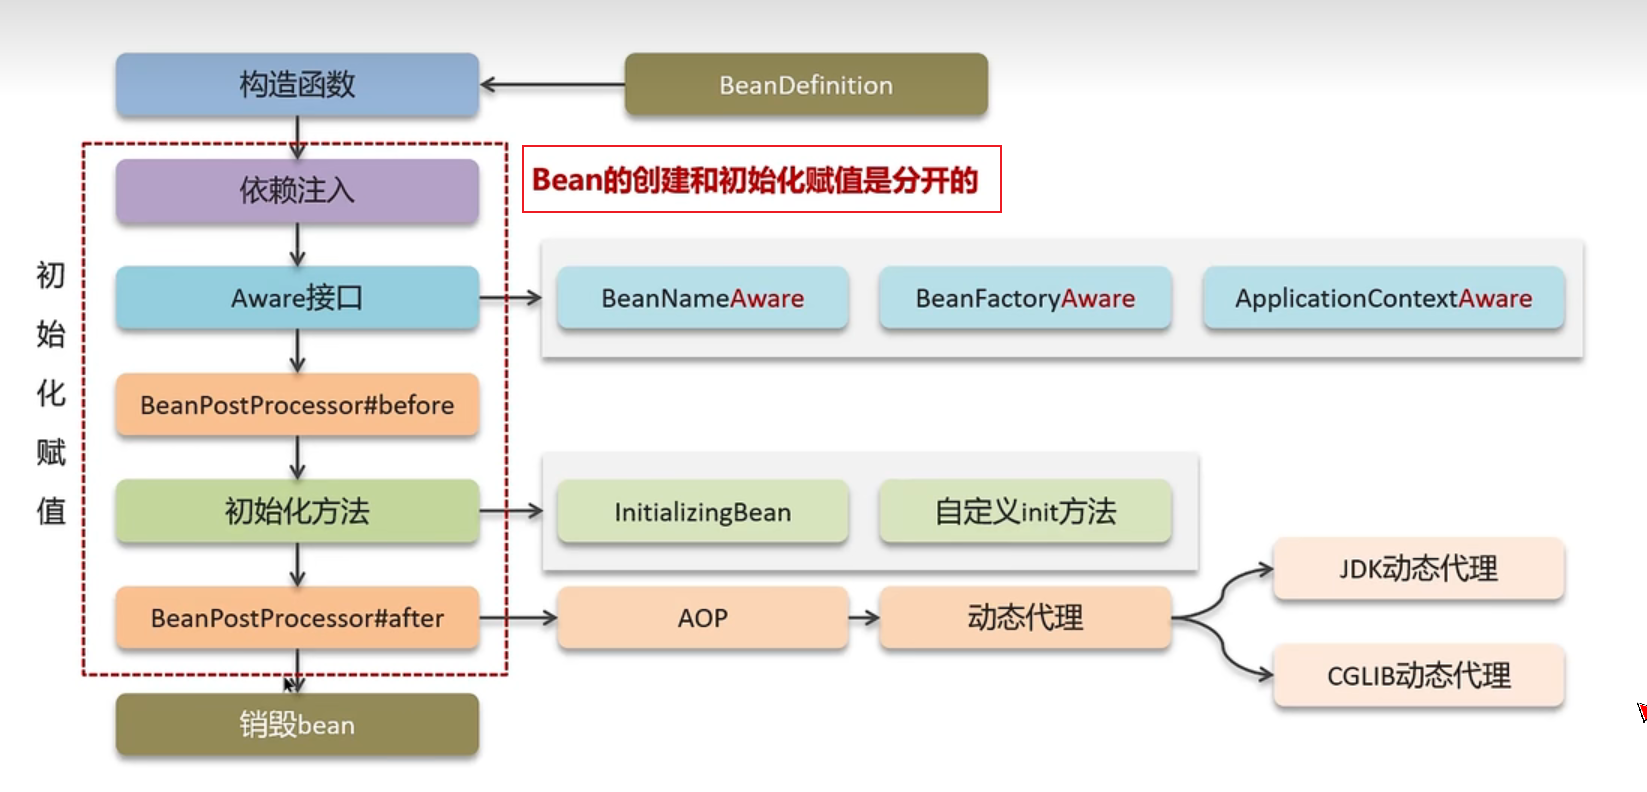 构造函数
BeanDefinition
依赖注入
Bean的创建和初始化赋值是分开的
初始化赋值
Aware接口
BeanNameAware
BeanFactoryAware
ApplicationContextAware
BeanPostProcessor#before
初始化方法
InitializingBean
自定义init方法
JDK动态代理
BeanPostProcessor#after
AOP
动态代理
CGLIB动态代理
销毁bean